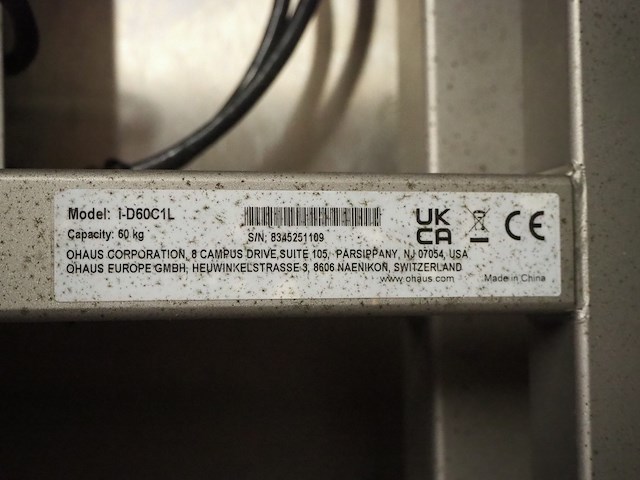 Model: i-D60C1L
Capacity: 60 kg
S/N: 8345251109
UK CA CE
OHAUS CORPORATION, 8 CAMPUS DRIVE, SUITE 105, PARSIPPANY, NJ 07054, USA
OHAUS EUROPE GMBH, HEUWINKELSTRASSE 3, 8606 NAENIKON, SWITZERLAND
www.ohaus.com Made in China